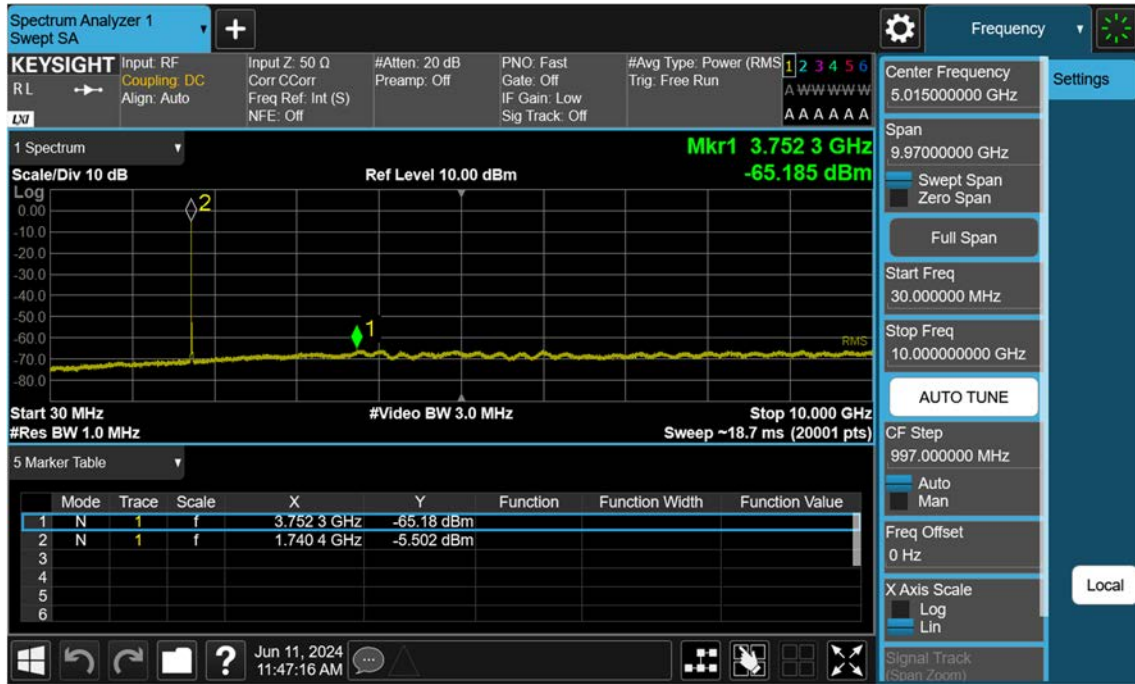 Spectrum Analyzer 1
Swept SA
+
Frequency
KEYSIGHT
RL
LXI
Input: RF
Coupling: DC
Align: Auto
Input Z: 50 Ω
Corr CCorr
Freq Ref: Int (S)
NFE: Off
#Atten: 20 dB
Preamp: Off
PNO: Fast
Gate: Off
IF Gain: Low
Sig Track: Off
#Avg Type: Power (RMS
Trig: Free Run
1 2 3 4 5 6
A W W W W W
A A A A A A
1 Spectrum
Scale/Div 10 dB
Ref Level 10.00 dBm
Mkr1 3.752 3 GHz
-65.185 dBm
Log
0.00
-10.0
-20.0
-30.0
-40.0
-50.0
-60.0
-70.0
-80.0
2
1
RMS
Start 30 MHz
#Video BW 3.0 MHz
Stop 10.000 GHz
#Res BW 1.0 MHz
Sweep ~18.7 ms (20001 pts)
5 Marker Table
Mode Trace Scale X Y Function Function Width Function Value
1 N 1 f 3.752 3 GHz -65.18 dBm
2 N 1 f 1.740 4 GHz -5.502 dBm
3
4
5
6
Center Frequency
5.015000000 GHz
Span
9.97000000 GHz
Swept Span
Zero Span
Full Span
Start Freq
30.000000 MHz
Stop Freq
10.000000000 GHz
AUTO TUNE
CF Step
997.000000 MHz
Auto
Man
Freq Offset
0 Hz
X Axis Scale
Log
Lin
Signal Track
(Span Zoom)
Settings
Local
?
Jun 11, 2024
11:47:16 AM